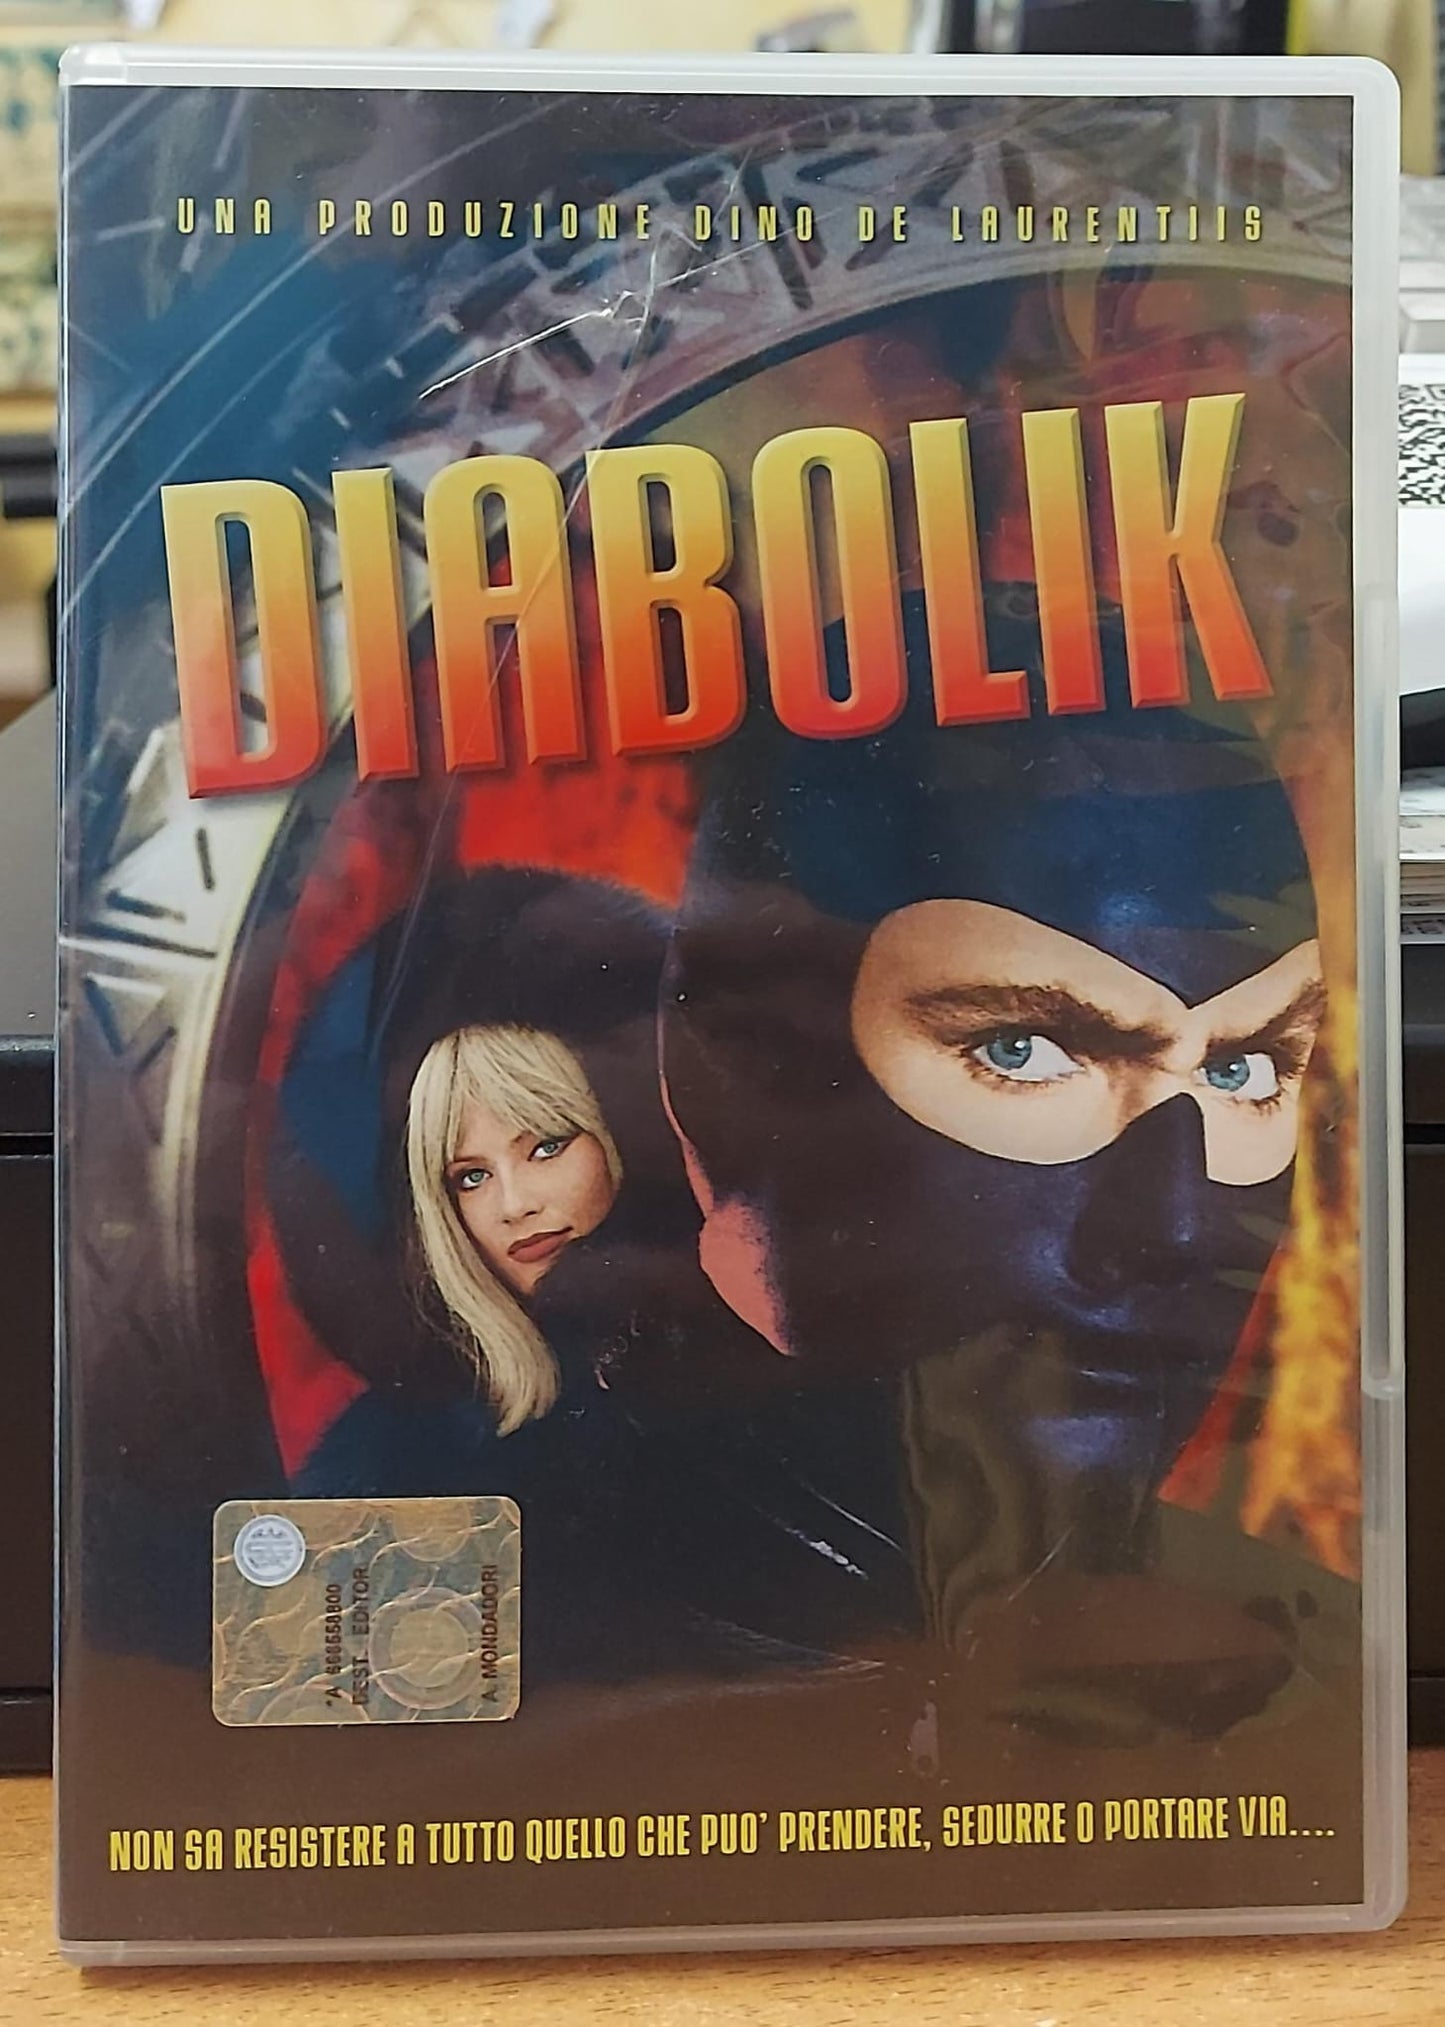 UNA PRODUZIONE DINO DE LAURENTIIS
DIABOLIK
DEST. EDITOR
A. MONDADORI
NON SA RESISTERE A TUTTO QUELLO CHE PUO' PRENDERE, SEDURRE O PORTARE VIA....